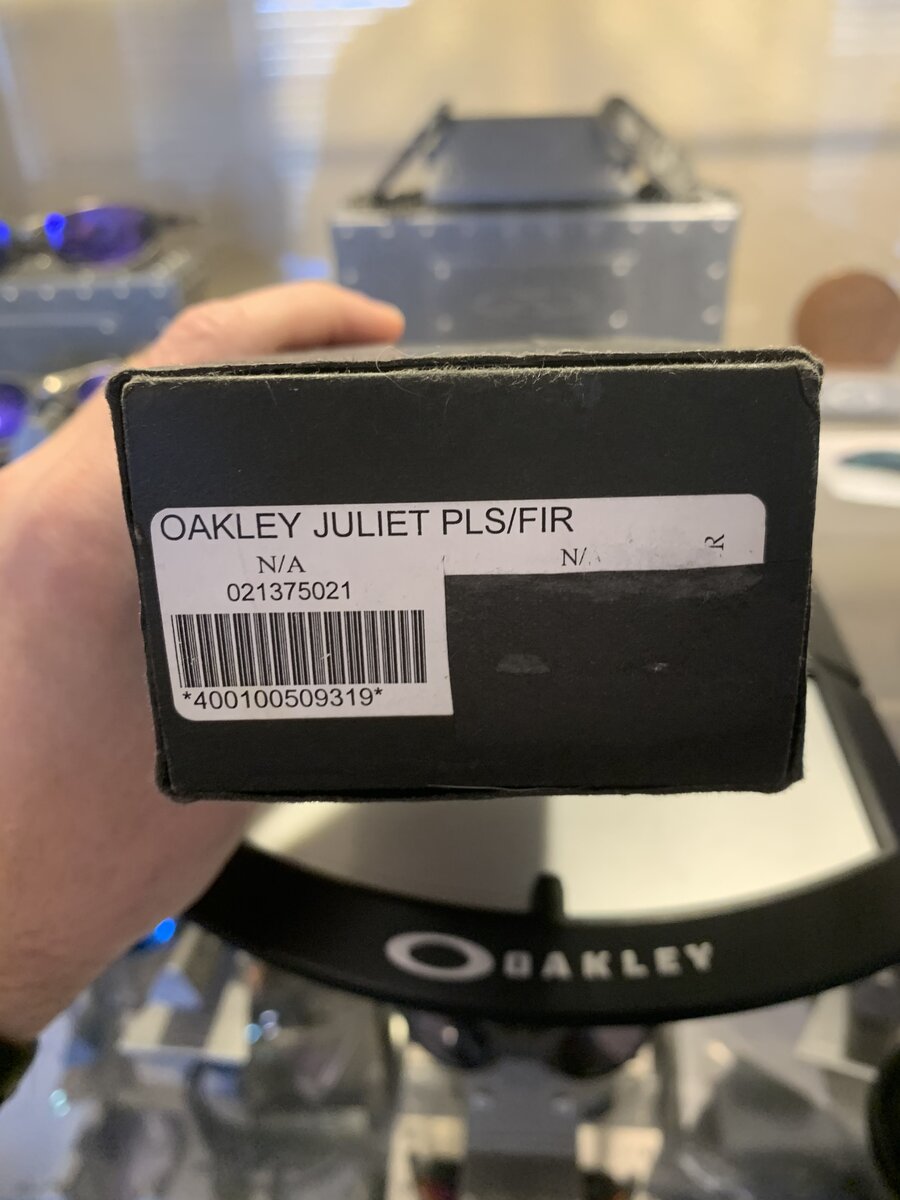 OAKLEY JULIET PLS/FIR
N/A N/
R
021375021
*400100509319*
OAKLEY